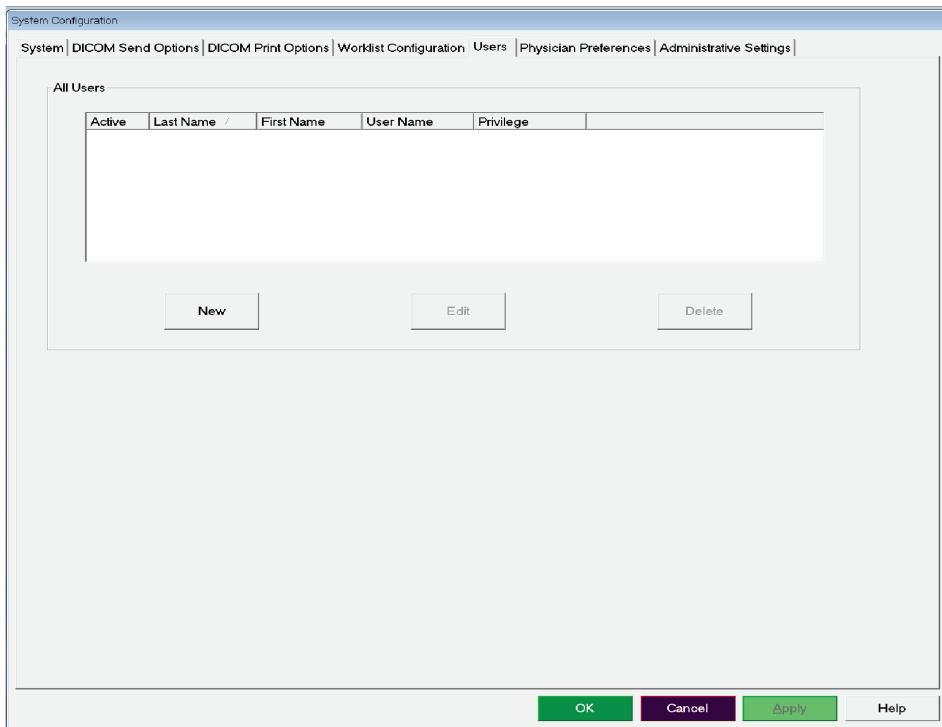 System Configuration
System DICOM Send Options DICOM Print Options Worklist Configuration Users Physician Preferences Administrative Settings
All Users
Active Last Name First Name User Name Privilege
New Edit Delete
OK Cancel Apply Help